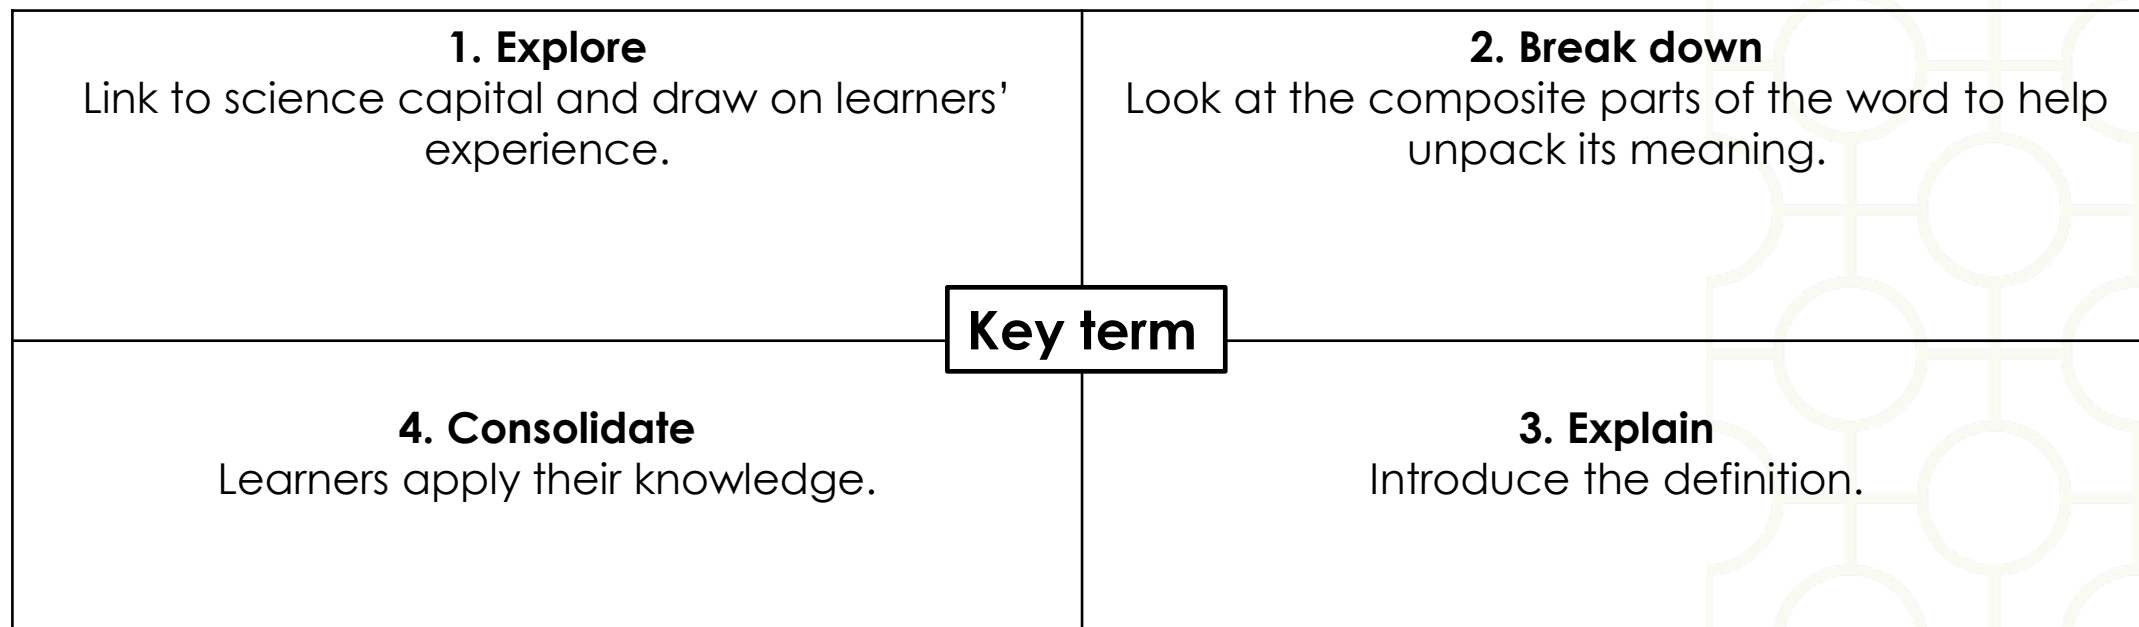 1. Explore
Link to science capital and draw on learners’
experience.
2. Break down
Look at the composite parts of the word to help
unpack its meaning.
Key term
4. Consolidate
Learners apply their knowledge.
3. Explain
Introduce the definition.